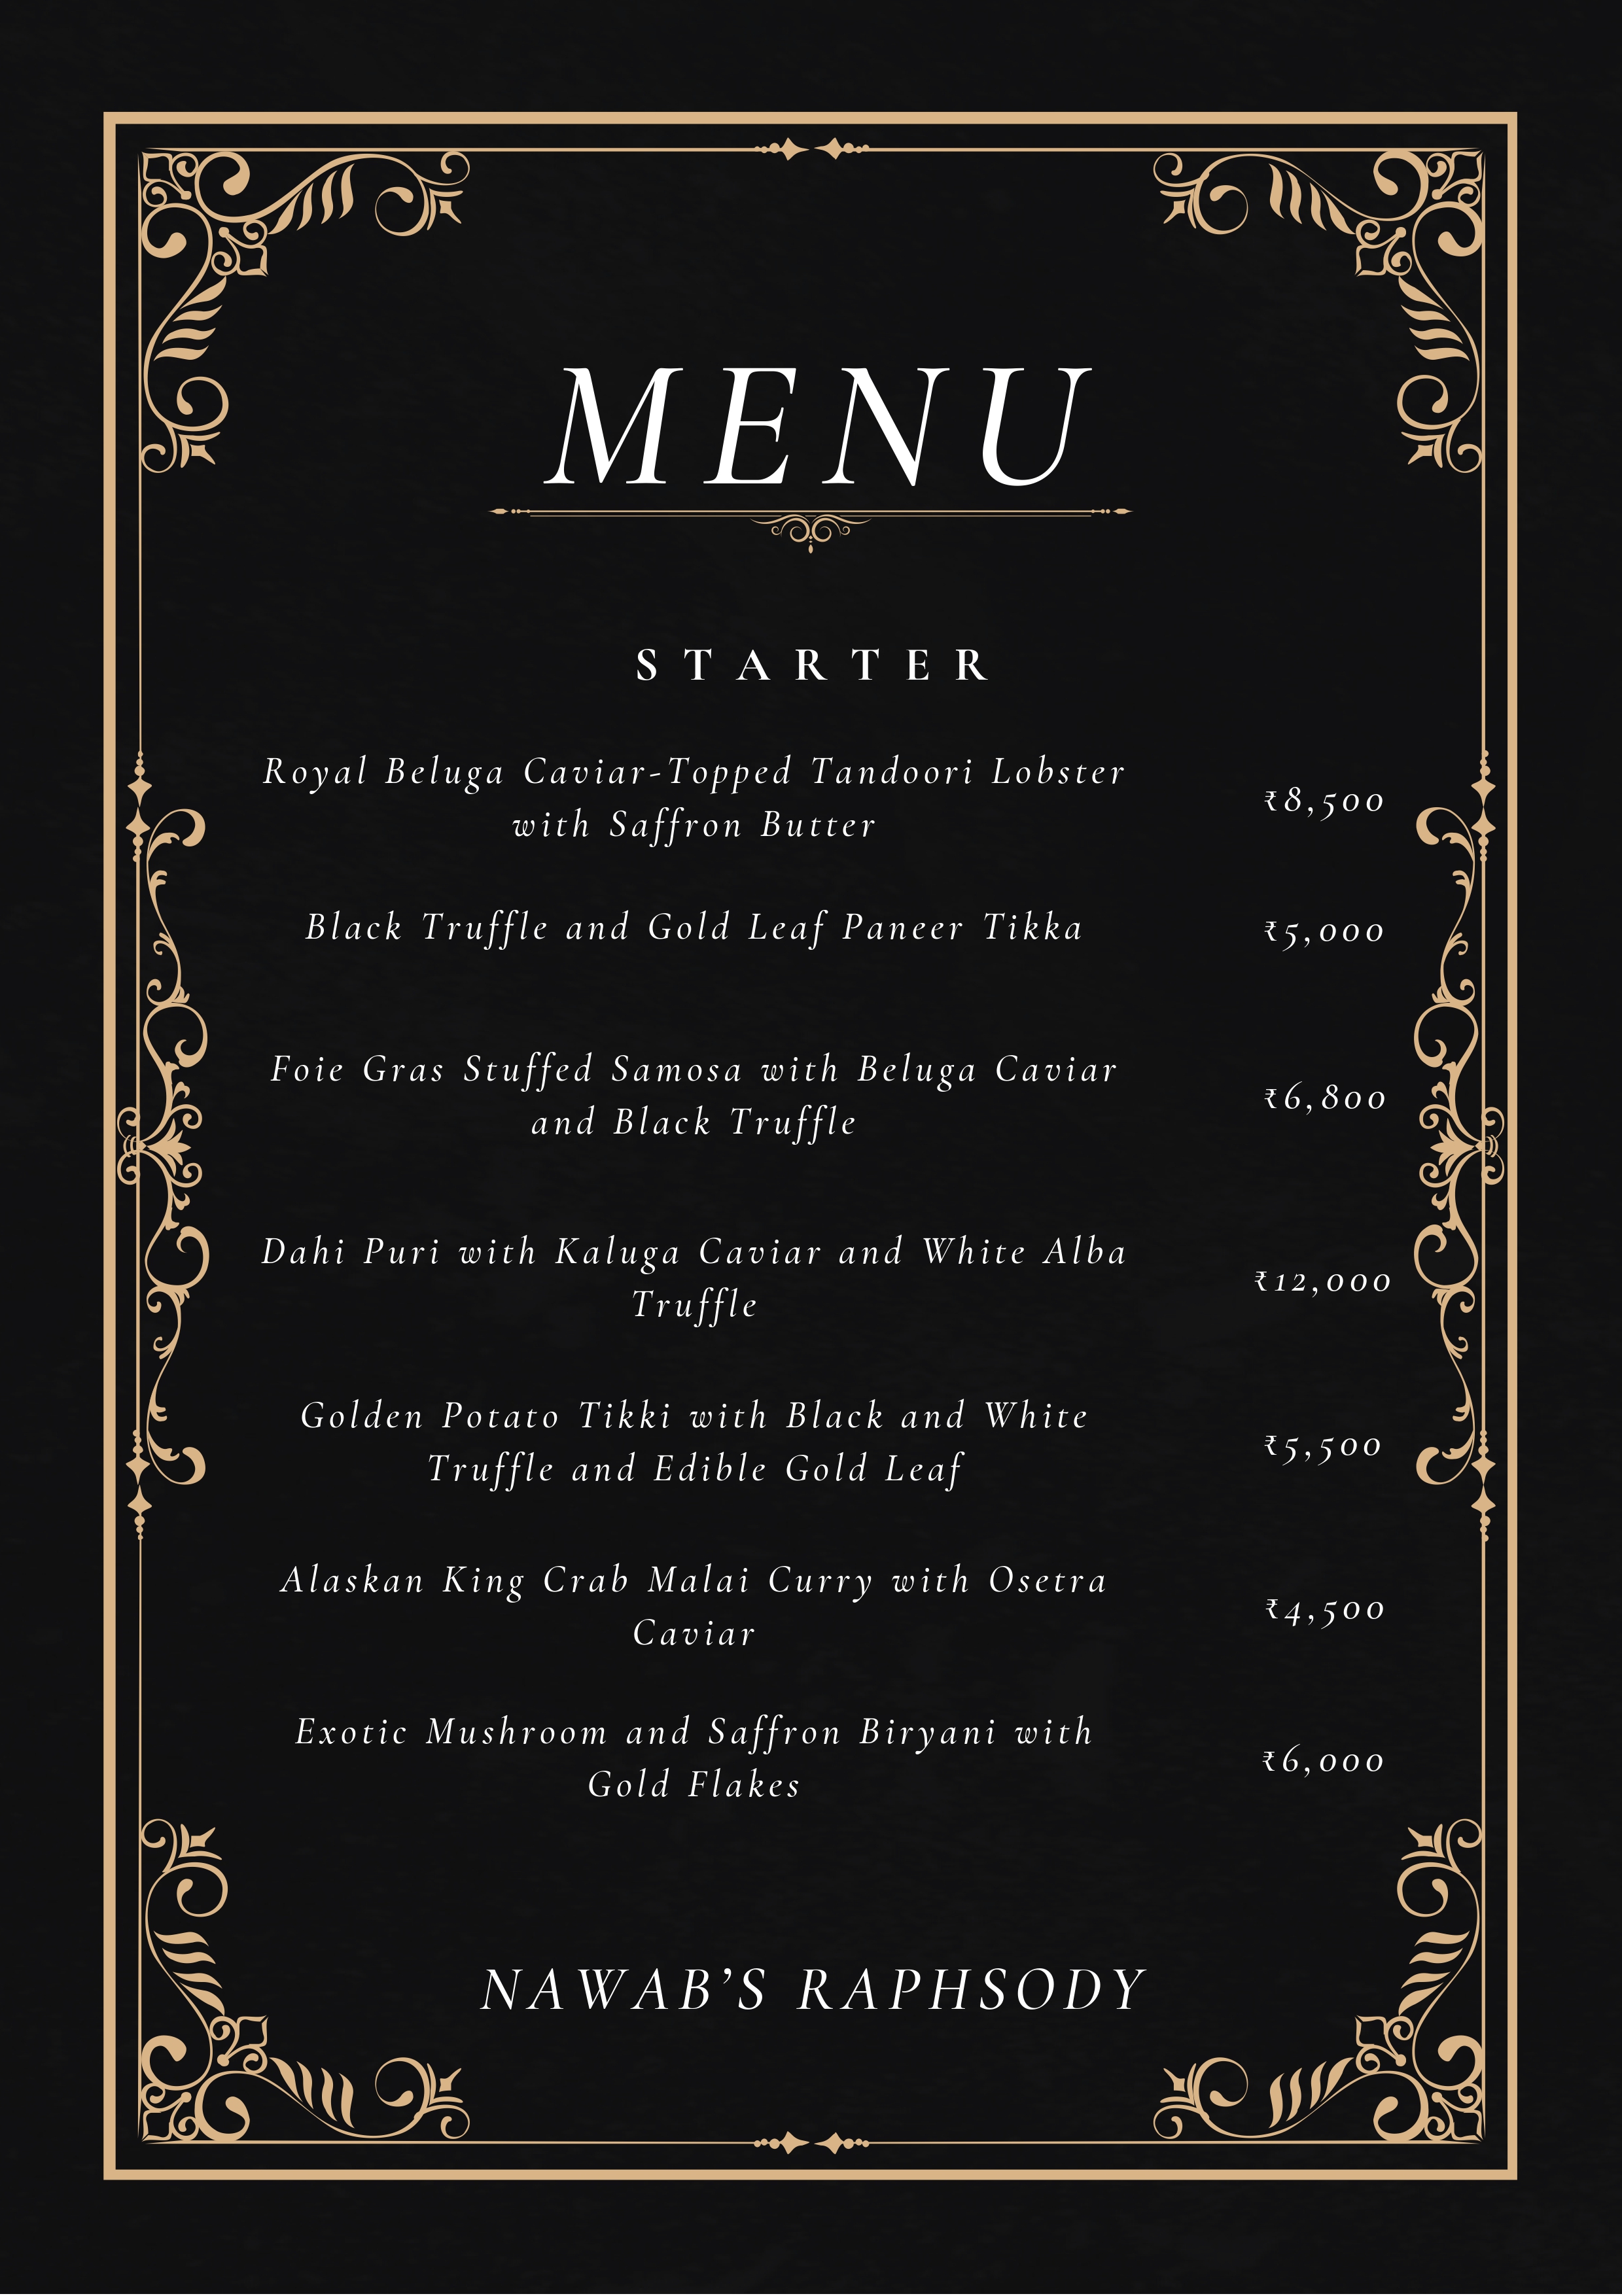 MENU
STARTER
Royal Beluga Caviar-Topped Tandoori Lobster
with Saffron Butter
₹8,500
Black Truffle and Gold Leaf Paneer Tikka
₹5,000
Foie Gras Stuffed Samosa with Beluga Caviar
and Black Truffle
₹6,800
Dahi Puri with Kaluga Caviar and White Alba
Truffle
₹12,000
Golden Potato Tikki with Black and White
Truffle and Edible Gold Leaf
₹5,500
Alaskan King Crab Malai Curry with Osetra
Caviar
₹4,500
Exotic Mushroom and Saffron Biryani with
Gold Flakes
₹6,000
NAWAB’S RAPHSODY